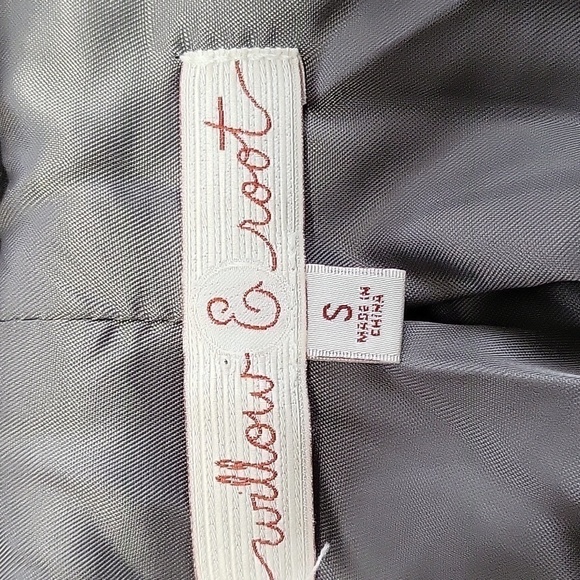 willow & root
S
MADE IN
CHINA